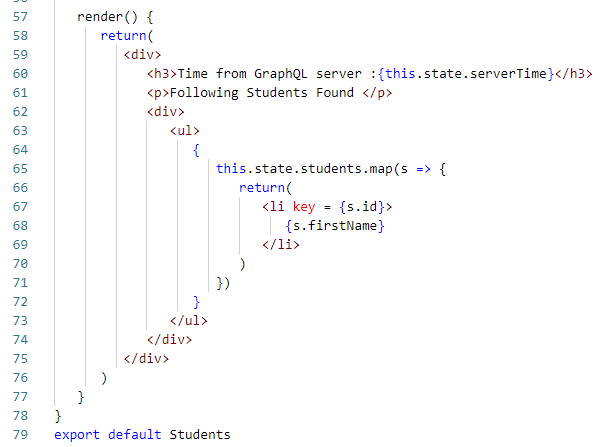 57 render() {
58 return(
59 <div>
60 <h3>Time from GraphQL server :{this.state.serverTime}</h3>
61 <p>Following Students Found </p>
62 <div>
63 <ul>
64 {
65 this.state.students.map(s => {
66 return(
67 <li key = {s.id}>
68 {s.firstName}
69 </li>
70 )
71 })
72 }
73 </ul>
74 </div>
75 </div>
76 )
77 }
78 }
79 export default Students